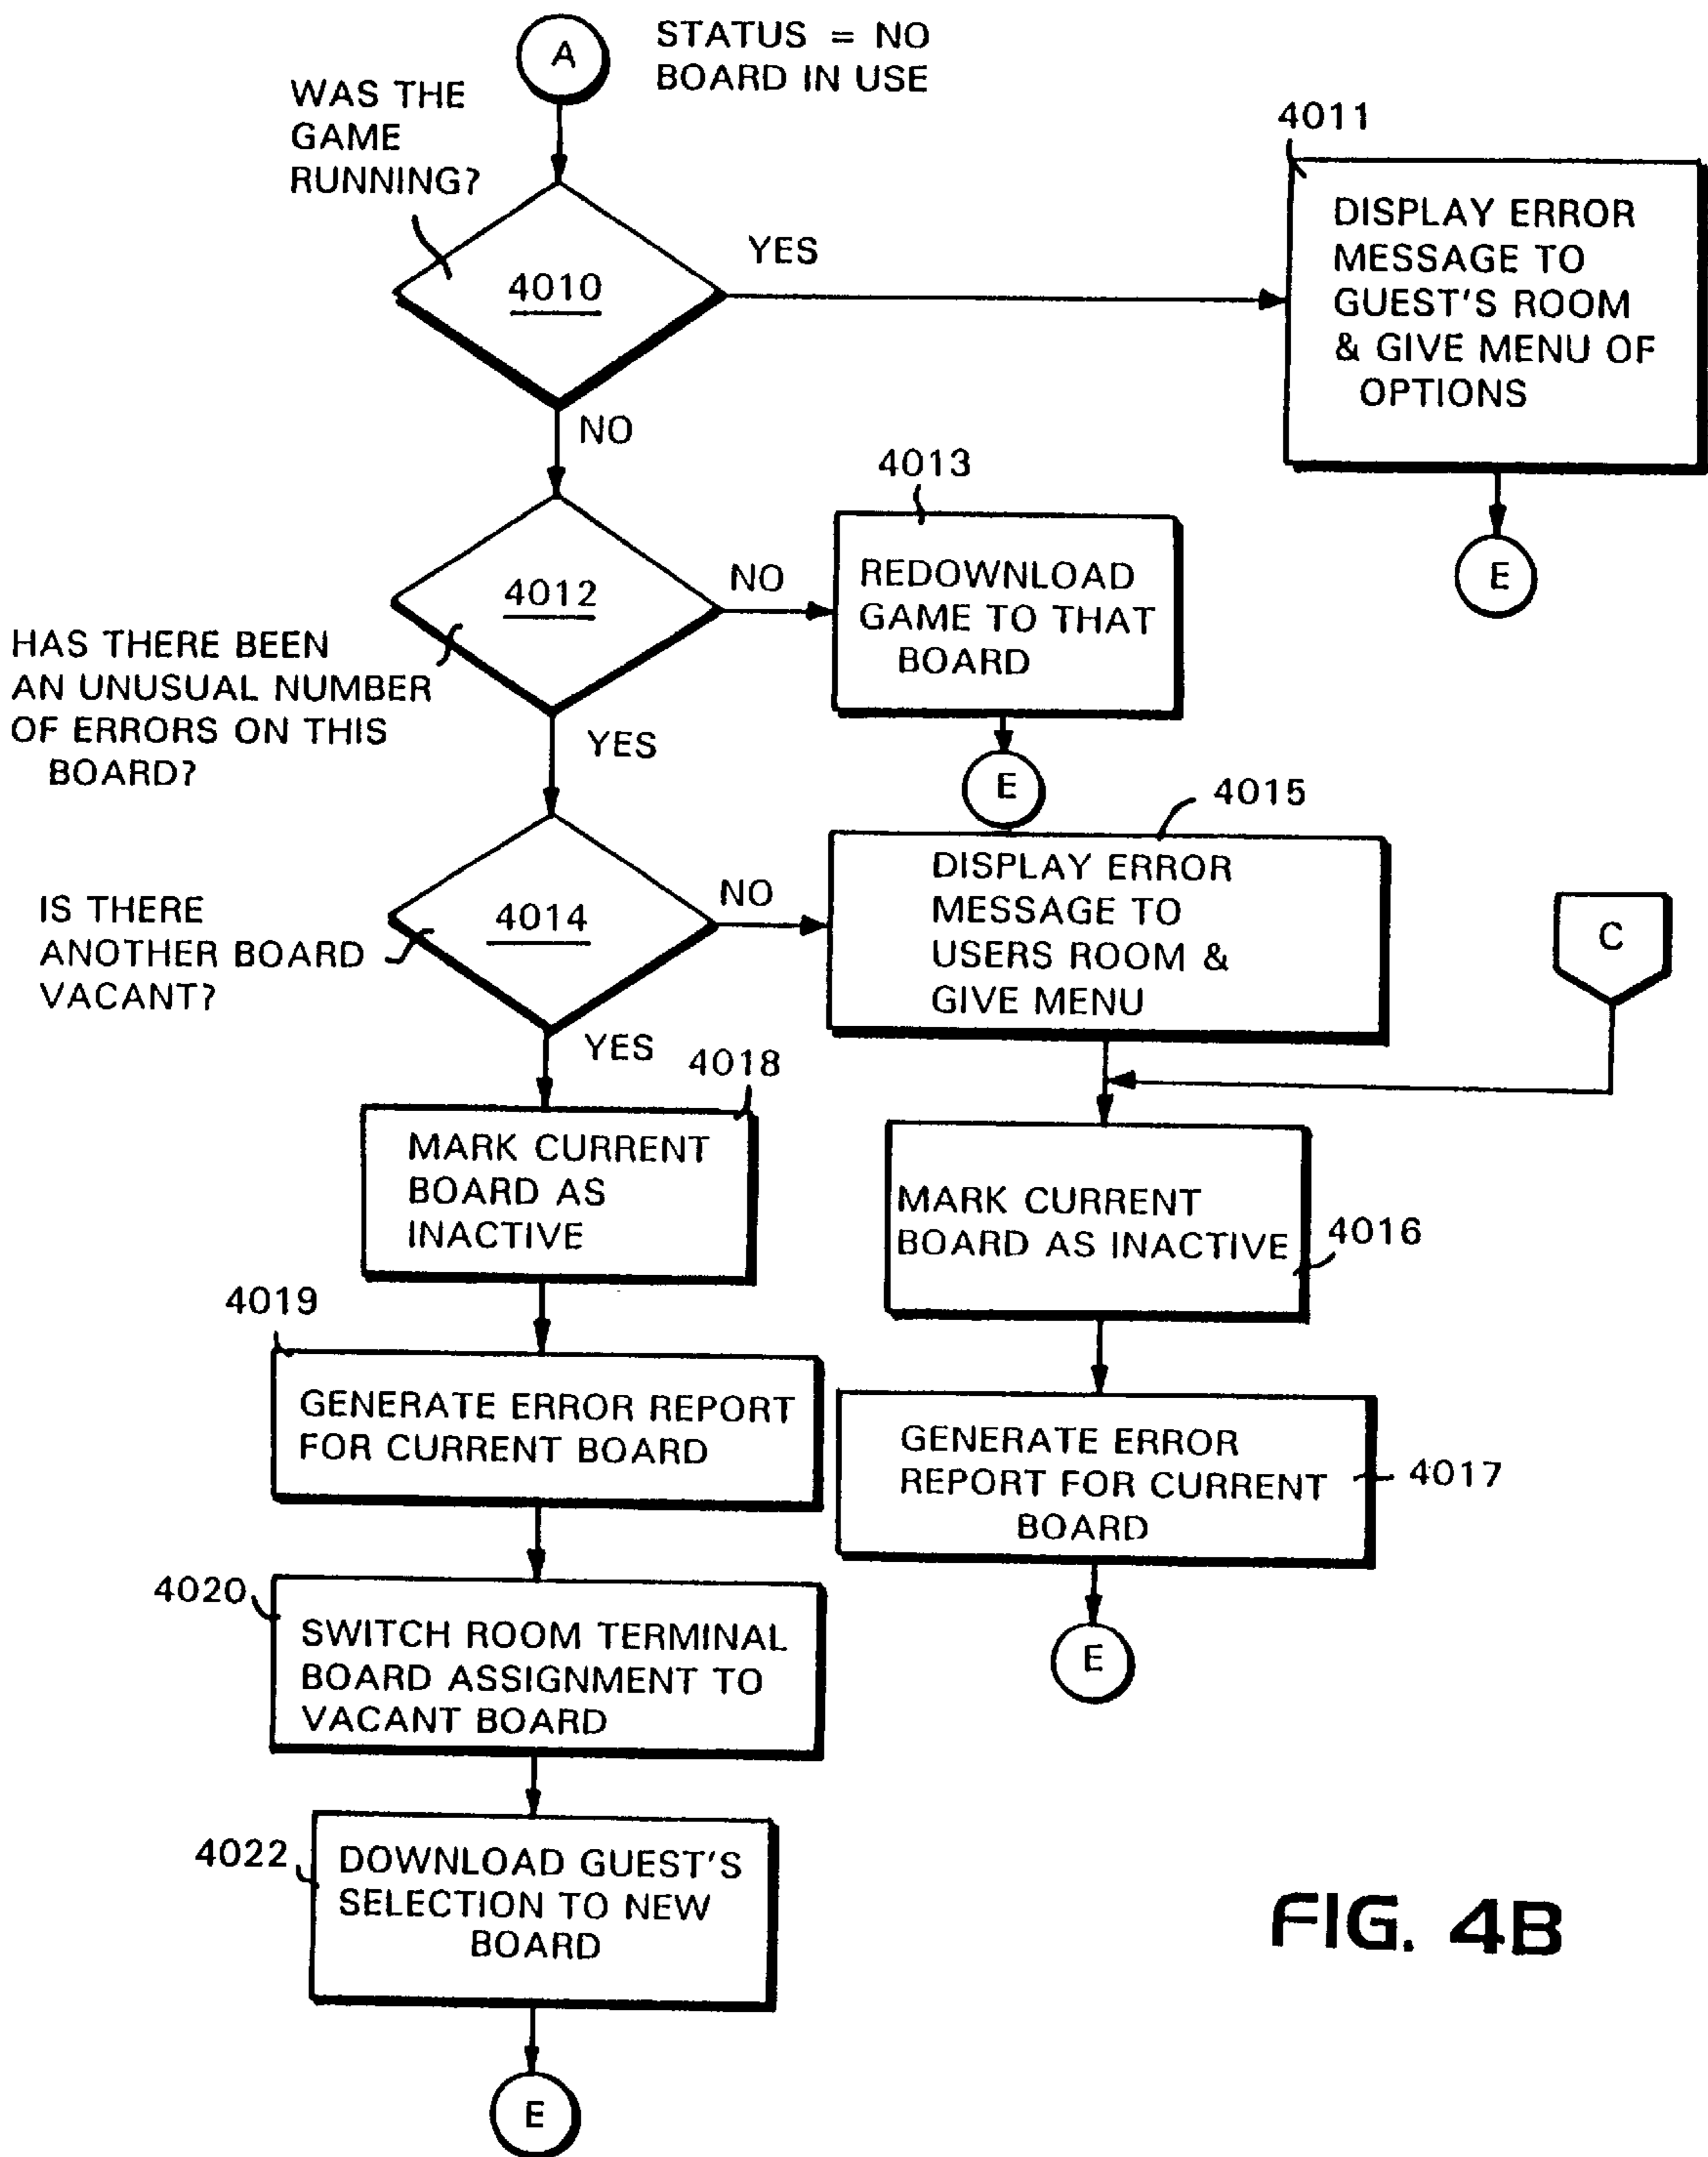 A
STATUS = NO
BOARD IN USE
WAS THE
GAME
RUNNING?
4010
YES
4011
DISPLAY ERROR
MESSAGE TO
GUEST'S ROOM
& GIVE MENU OF
OPTIONS
E
NO
4012
HAS THERE BEEN
AN UNUSUAL NUMBER
OF ERRORS ON THIS
BOARD?
NO
4013
REDOWNLOAD
GAME TO THAT
BOARD
E
YES
4014
IS THERE
ANOTHER BOARD
VACANT?
NO
4015
DISPLAY ERROR
MESSAGE TO
USERS ROOM &
GIVE MENU
C
YES
4018
MARK CURRENT
BOARD AS
INACTIVE
MARK CURRENT
BOARD AS INACTIVE
4016
4019
GENERATE ERROR REPORT
FOR CURRENT BOARD
GENERATE ERROR
REPORT FOR CURRENT
BOARD
4017
E
4020
SWITCH ROOM TERMINAL
BOARD ASSIGNMENT TO
VACANT BOARD
4022
DOWNLOAD GUEST'S
SELECTION TO NEW
BOARD
E
FIG. 4B